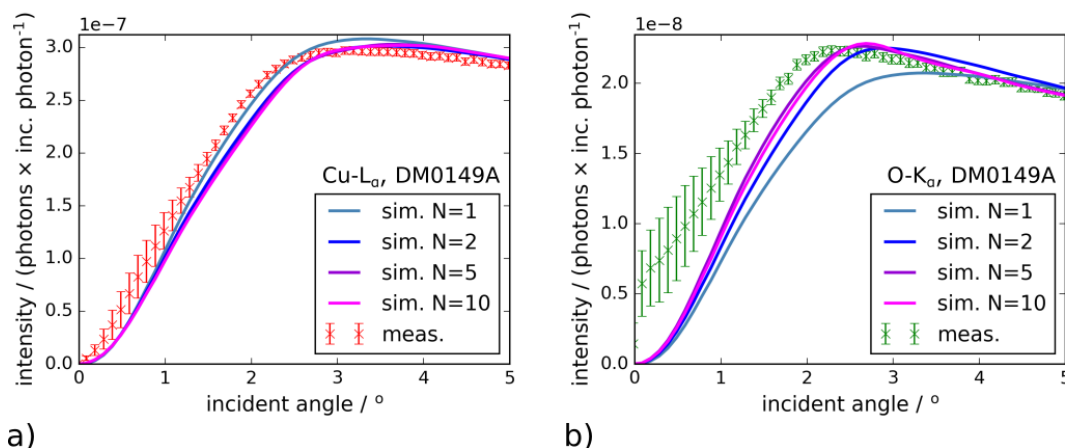 1e−7
3.0
2.5
2.0
1.5
1.0
0.5
0.0
intensity / (photons × inc. photon⁻¹)
Cu-Lα, DM0149A
sim. N=1
sim. N=2
sim. N=5
sim. N=10
meas.
0 1 2 3 4 5
incident angle / °
a)
1e−8
2.0
1.5
1.0
0.5
0.0
intensity / (photons × inc. photon⁻¹)
O-Kα, DM0149A
sim. N=1
sim. N=2
sim. N=5
sim. N=10
meas.
0 1 2 3 4 5
incident angle / °
b)